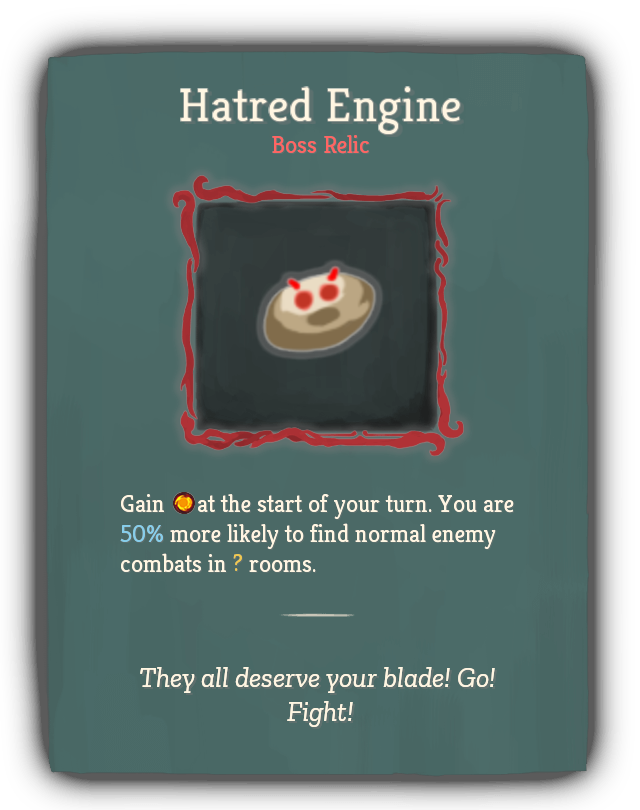 Hatred Engine
Boss Relic
Gain at the start of your turn. You are
50% more likely to find normal enemy
combats in ? rooms.
They all deserve your blade! Go!
Fight!